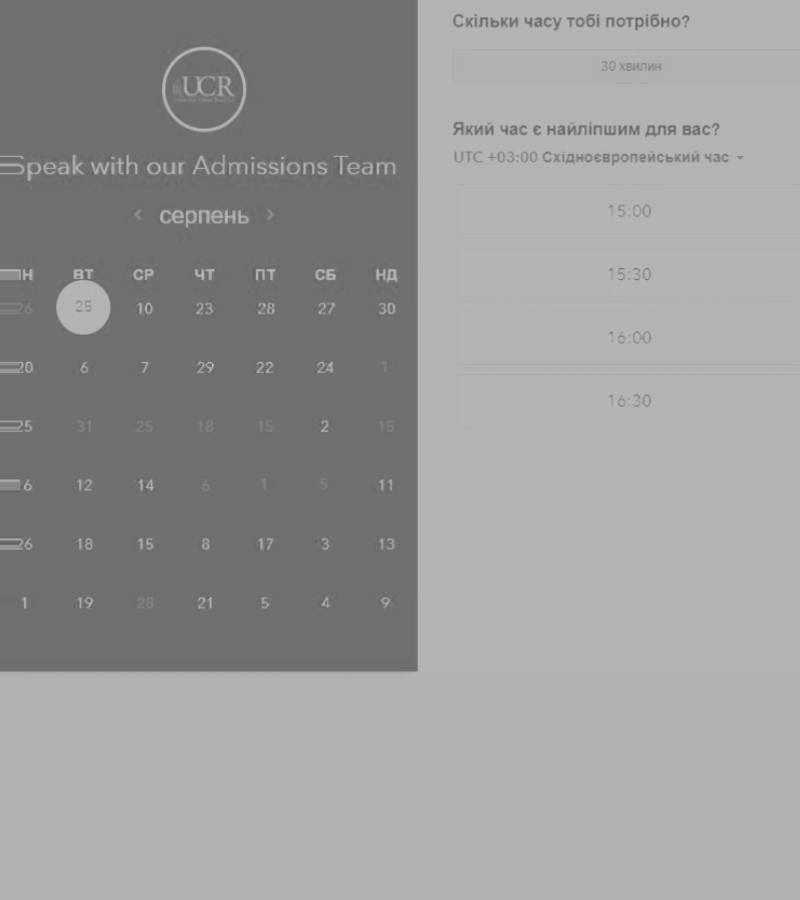 UCR
Speak with our Admissions Team
серпень
ВТ СР ЧТ ПТ СБ НД
26 25 10 23 28 27 30
20 6 7 29 22 24 1
25 31 25 18 15 2 15
6 12 14 6 1 5 11
26 18 15 8 17 3 13
1 19 28 21 5 4 9
Скільки часу тобі потрібно?
30 хвилин
Який час є найліпшим для вас?
UTC +03:00 Східноєвропейський час
15:00
15:30
16:00
16:30